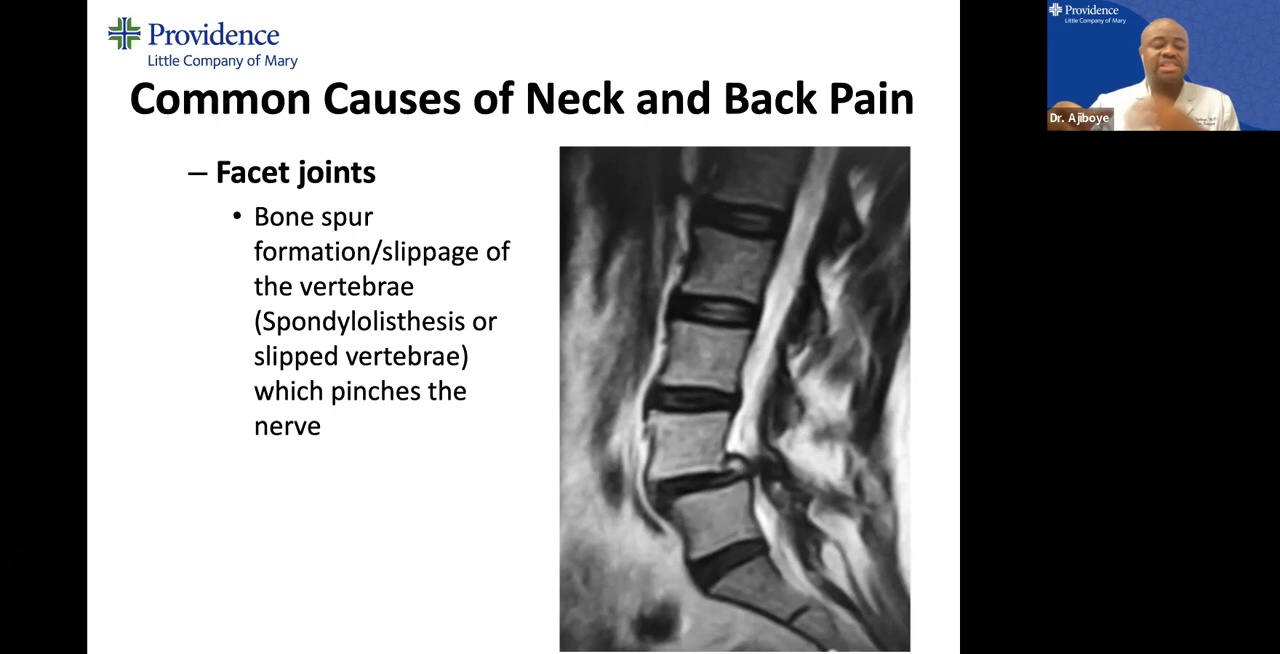 Providence
Little Company of Mary
Common Causes of Neck and Back Pain
– Facet joints
• Bone spur
formation/slippage of
the vertebrae
(Spondylolisthesis or
slipped vertebrae)
which pinches the
nerve
Providence
Little Company of Mary
Dr. Ajiboye